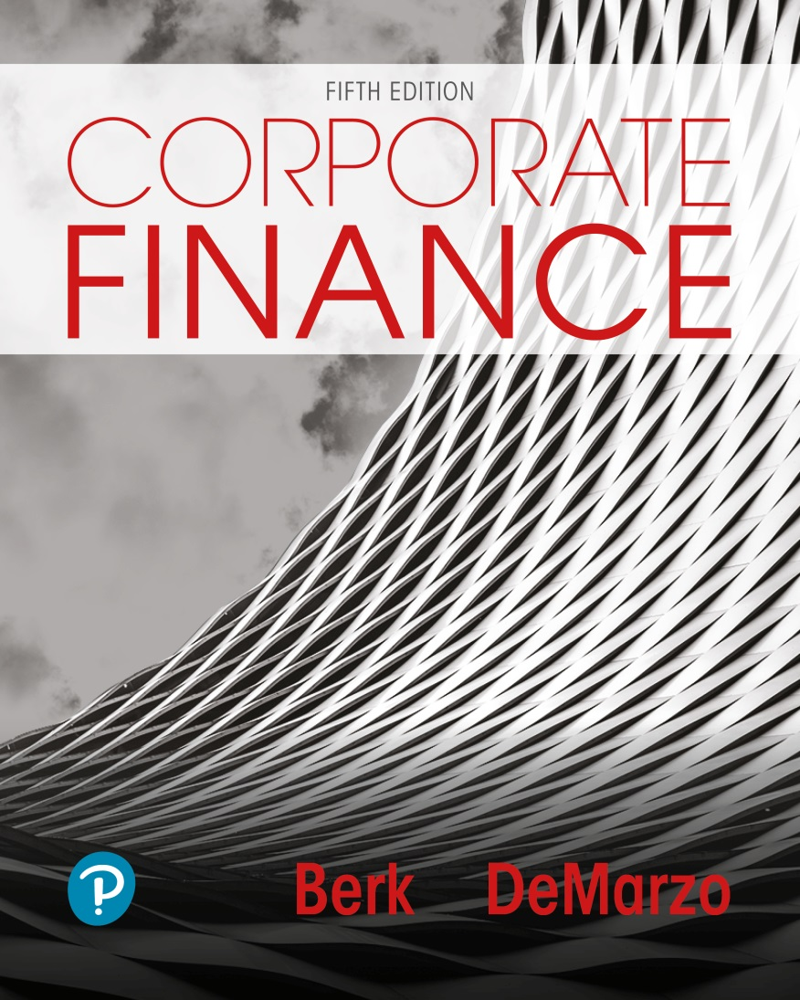 FIFTH EDITION
CORPORATE
FINANCE
P
Berk DeMarzo